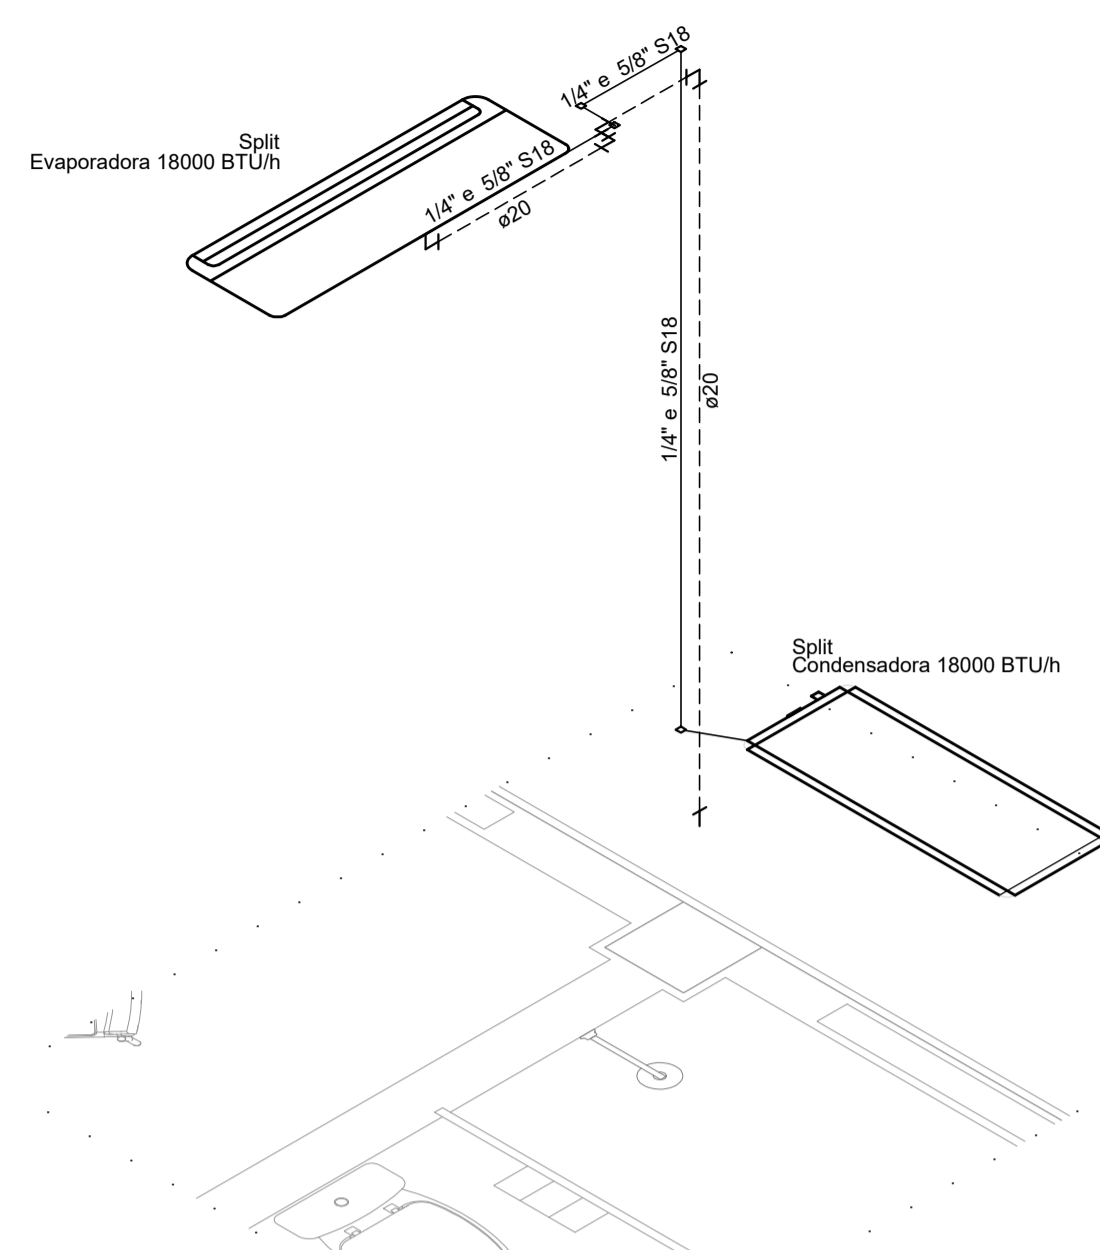 1/4" e 5/8" S18
Split
Evaporadora 18000 BTU/h
1/4" e 5/8" S18
ø20
1/4" e 5/8" S18
ø20
Split
Condensadora 18000 BTU/h